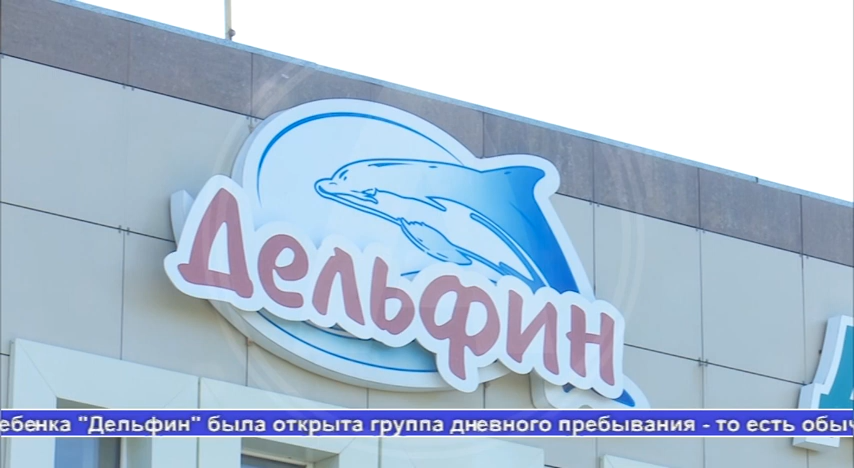 Дельфин
ебенка "Дельфин" была открыта группа дневного пребывания - то есть обыч